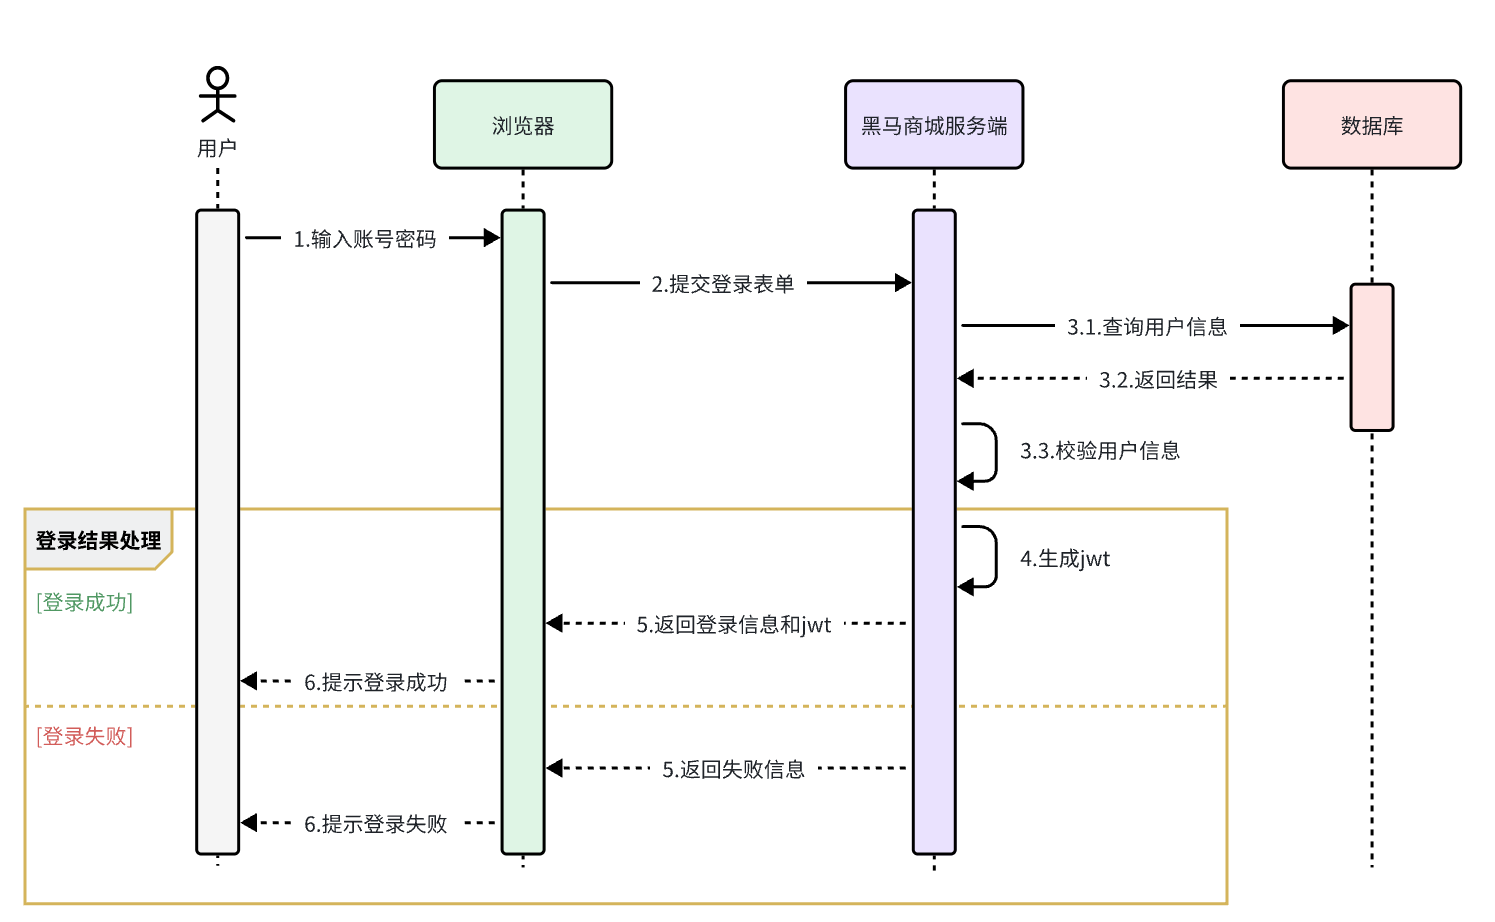 用户
浏览器
黑马商城服务端
数据库
1.输入账号密码
2.提交登录表单
3.1.查询用户信息
3.2.返回结果
3.3.校验用户信息
登录结果处理
4.生成jwt
[登录成功]
5.返回登录信息和jwt
6.提示登录成功
[登录失败]
5.返回失败信息
6.提示登录失败